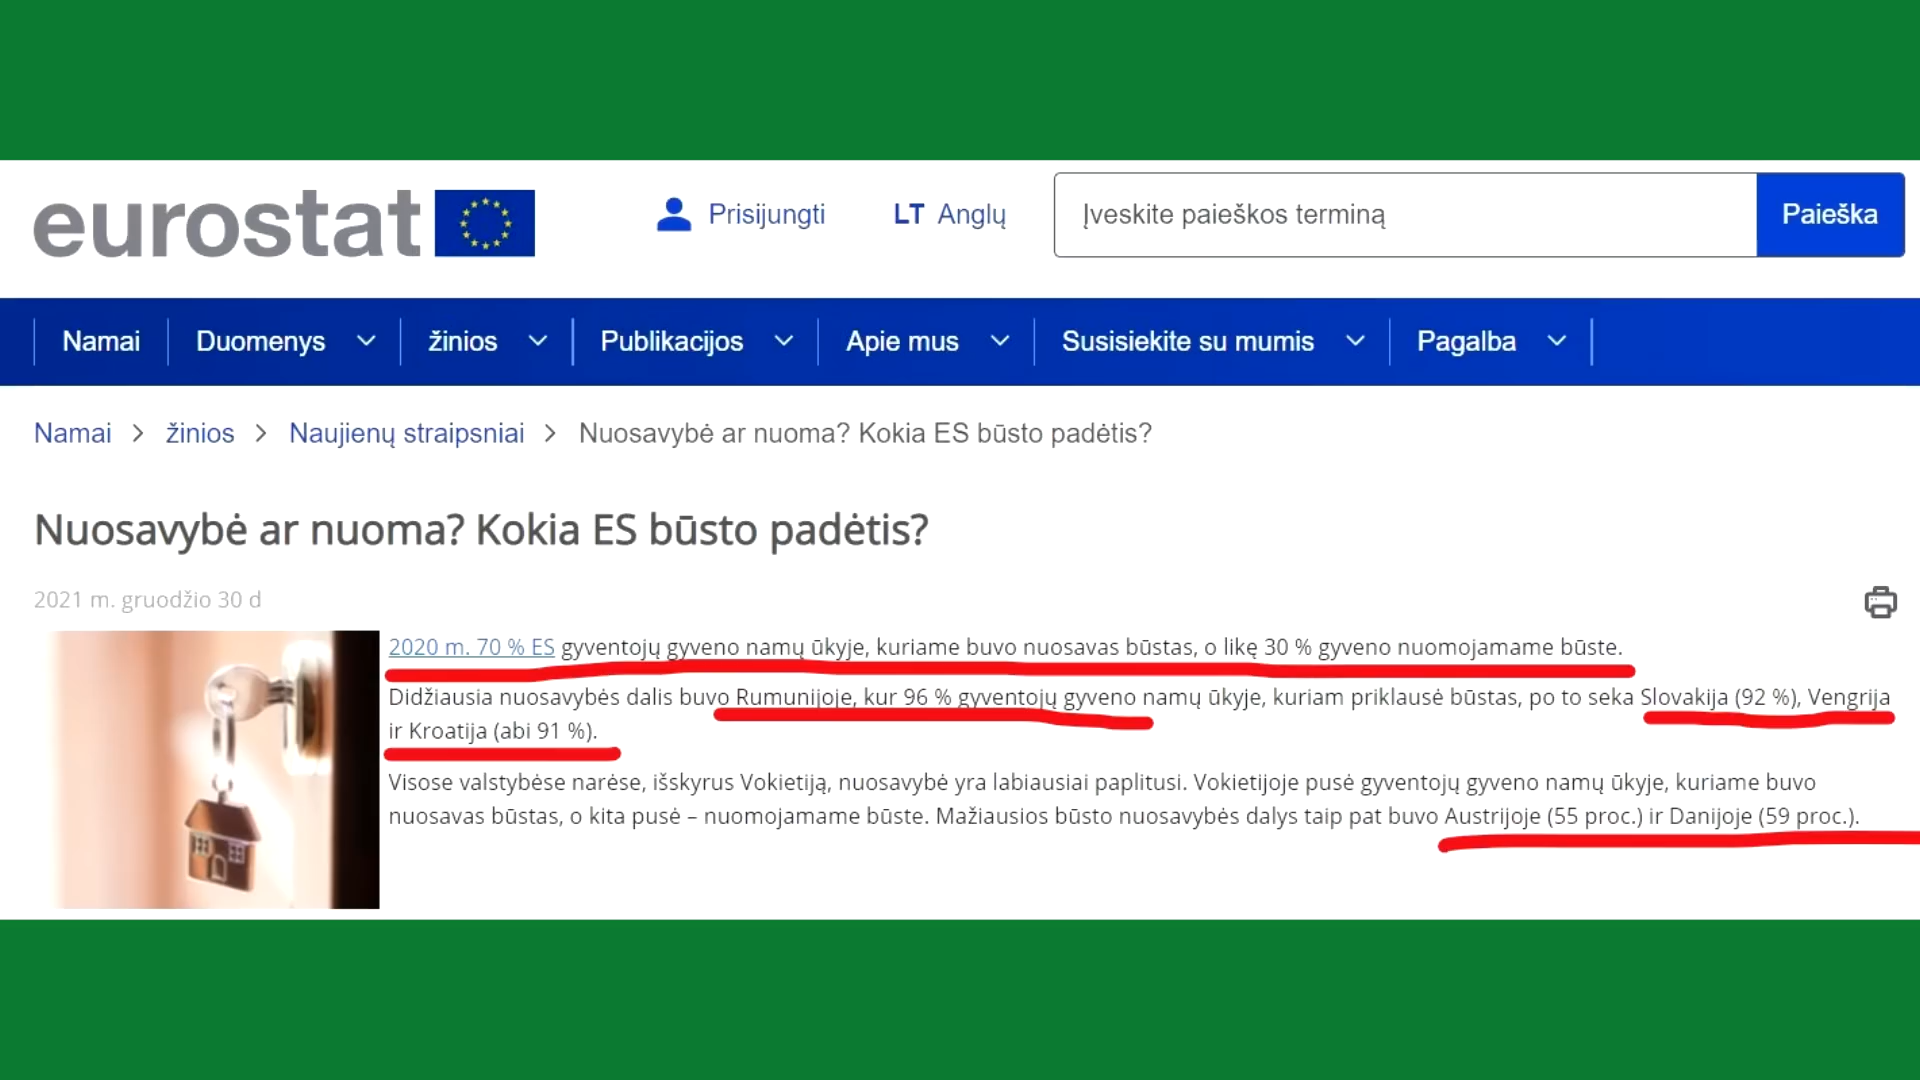 eurostat
Prisijungti
LT Anglų
Įveskite paieškos terminą
Paieška
Namai
Duomenys
žinios
Publikacijos
Apie mus
Susisiekite su mumis
Pagalba
Namai > žinios > Naujienų straipsniai > Nuosavybė ar nuoma? Kokia ES būsto padėtis?
Nuosavybė ar nuoma? Kokia ES būsto padėtis?
2021 m. gruodžio 30 d
2020 m. 70 % ES gyventojų gyveno namų ūkyje, kuriame buvo nuosavas būstas, o likę 30 % gyveno nuomojamame būste.
Didžiausia nuosavybės dalis buvo Rumunijoje, kur 96 % gyventojų gyveno namų ūkyje, kuriam priklausė būstas, po to seka Slovakija (92 %), Vengrija
ir Kroatija (abi 91 %).
Visose valstybėse narėse, išskyrus Vokietiją, nuosavybė yra labiausiai paplitusi. Vokietijoje pusė gyventojų gyveno namų ūkyje, kuriame buvo
nuosavas būstas, o kita pusė – nuomojamame būste. Mažiausios būsto nuosavybės dalys taip pat buvo Austrijoje (55 proc.) ir Danijoje (59 proc.).